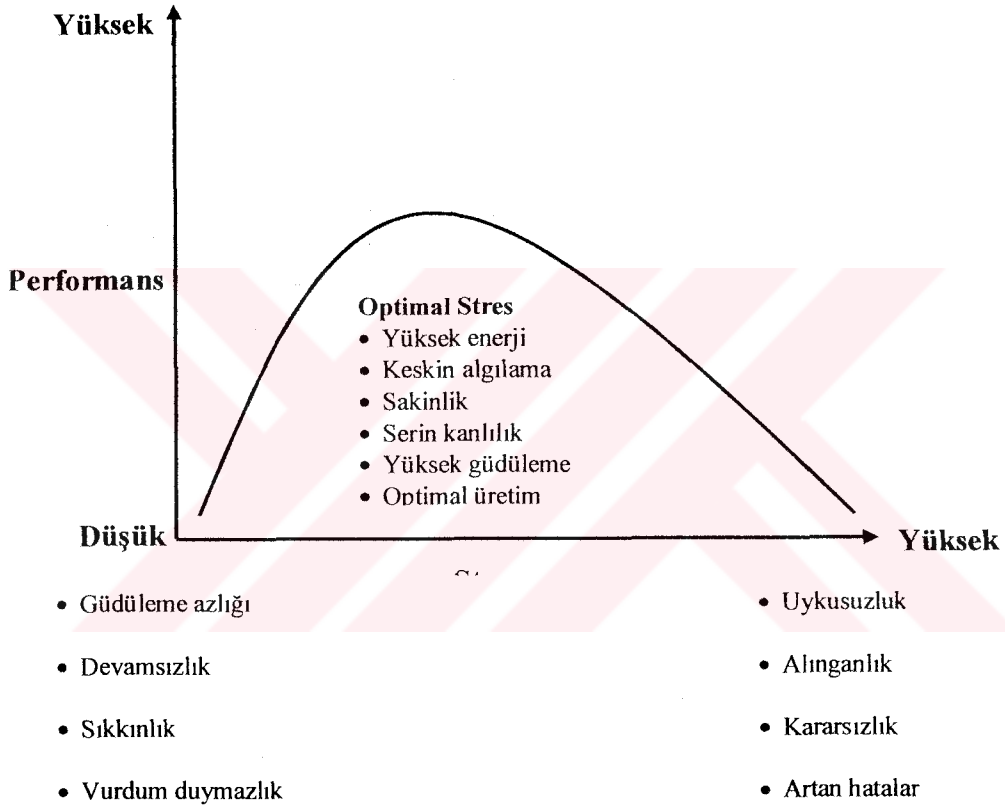 Yüksek
Performans
Optimal Stres
• Yüksek enerji
• Keskin algılama
• Sakinlik
• Serin kanlılık
• Yüksek güdüleme
• Optimal üretim
Düşük
Yüksek
• Güdüleme azlığı
• Uykusuzluk
• Devamsızlık
• Alınganlık
• Sıkkınlık
• Kararsızlık
• Vurdum duymazlık
• Artan hatalar